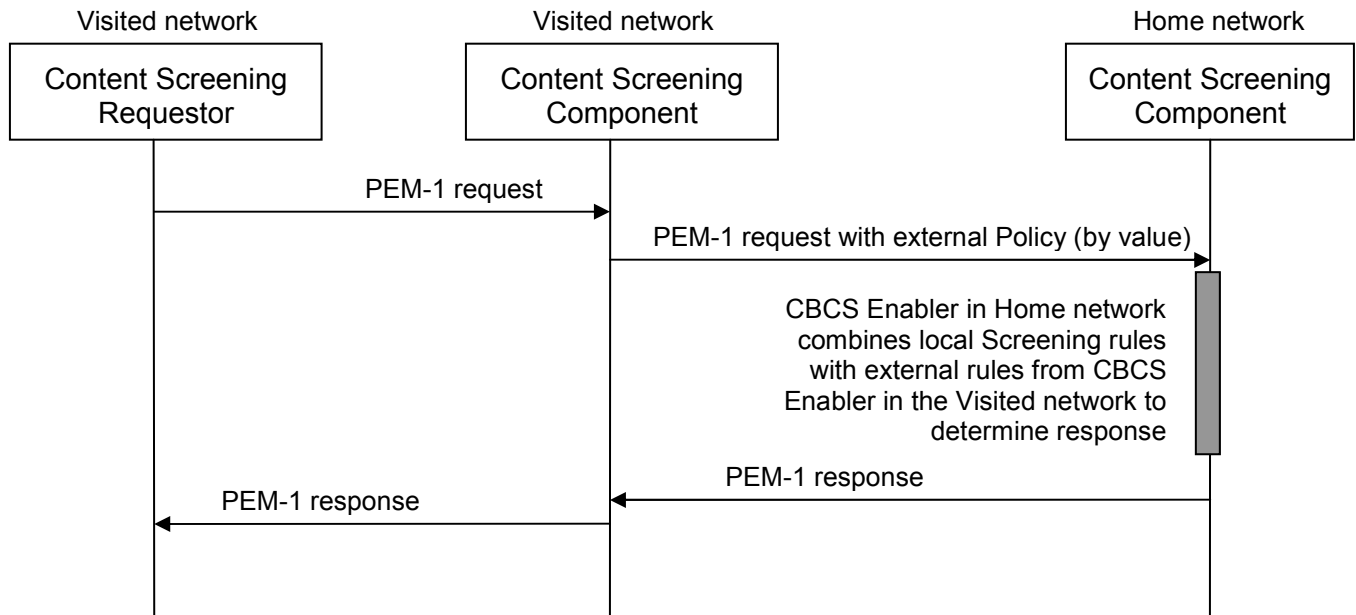 Visited network
Visited network
Home network
Content Screening
Requestor
Content Screening
Component
Content Screening
Component
PEM-1 request
PEM-1 request with external Policy (by value)
CBCS Enabler in Home network
combines local Screening rules
with external rules from CBCS
Enabler in the Visited network to
determine response
PEM-1 response
PEM-1 response